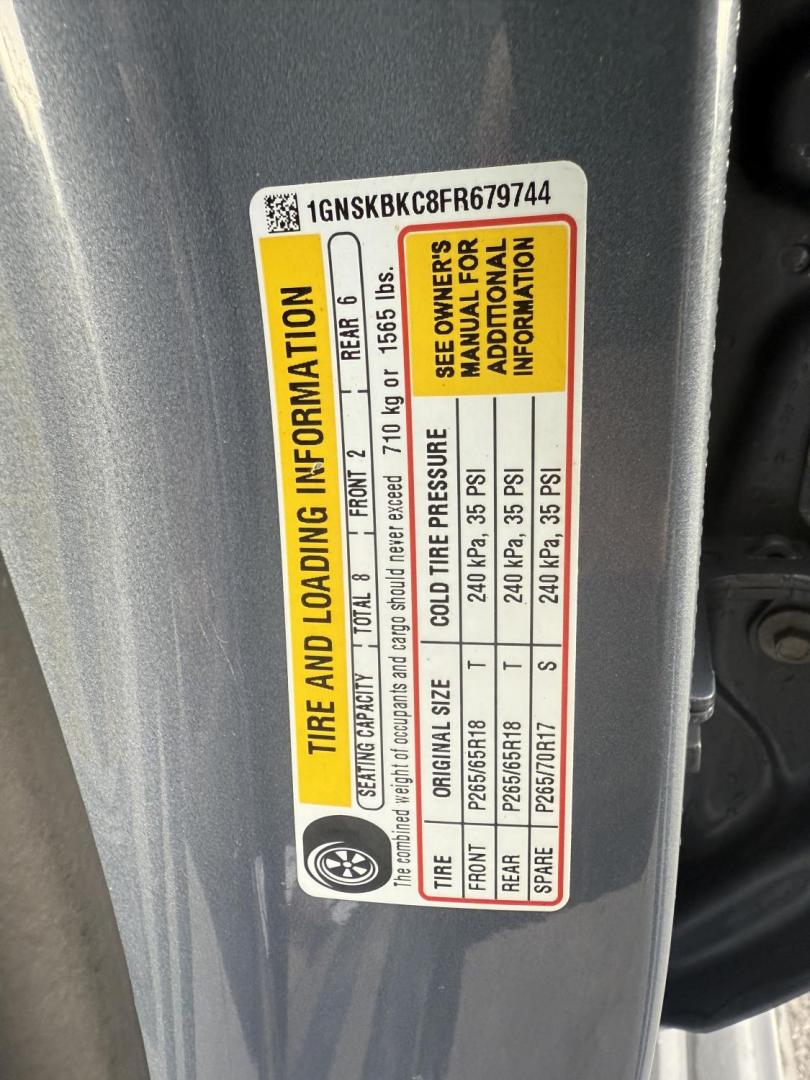 1GNSKBKC8FR679744
TIRE AND LOADING INFORMATION
SEATING CAPACITY TOTAL 8 FRONT 2 REAR 6
The combined weight of occupants and cargo should never exceed 710 kg or 1565 lbs.
TIRE ORIGINAL SIZE COLD TIRE PRESSURE
FRONT P265/65R18 T 240 kPa, 35 PSI
REAR P265/65R18 T 240 kPa, 35 PSI
SPARE P265/70R17 S 240 kPa, 35 PSI
SEE OWNER'S
MANUAL FOR
ADDITIONAL
INFORMATION